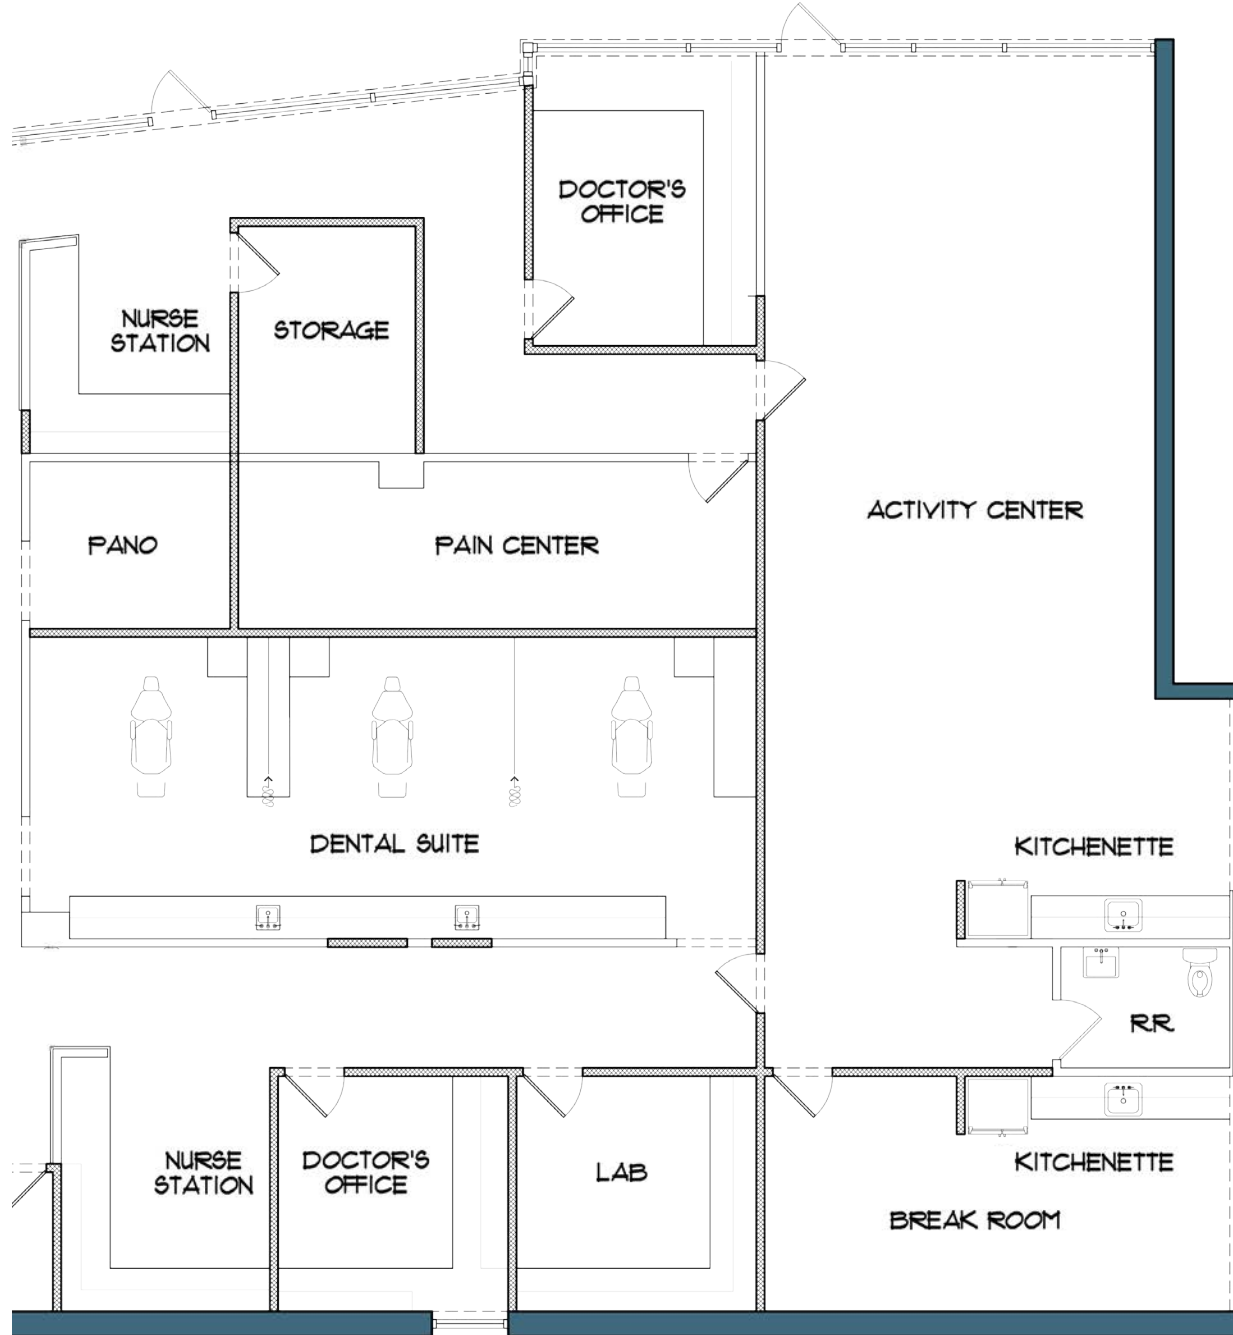 DOCTOR'S
OFFICE
NURSE
STATION
STORAGE
ACTIVITY CENTER
PANO
PAIN CENTER
DENTAL SUITE
KITCHENETTE
RR
NURSE
STATION
DOCTOR'S
OFFICE
LAB
KITCHENETTE
BREAK ROOM